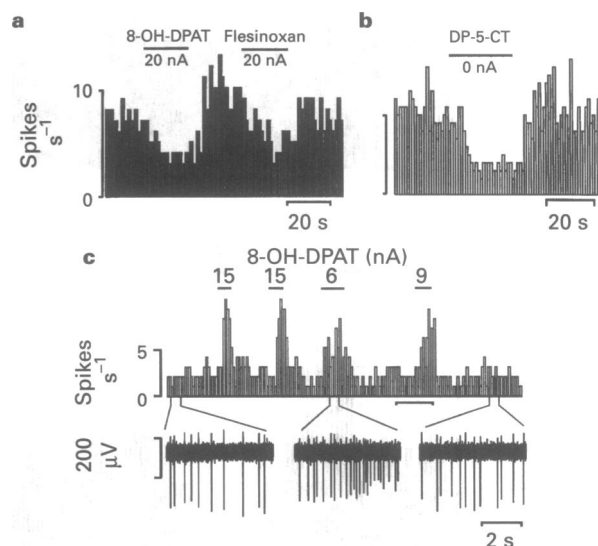 a
8-OH-DPAT Flesinoxan
20 nA 20 nA
10
Spikes
s⁻¹
0
20 s
b
DP-5-CT
0 nA
20 s
c
8-OH-DPAT (nA)
15 15 6 9
5
Spikes
s⁻¹
0
200
µV
2 s